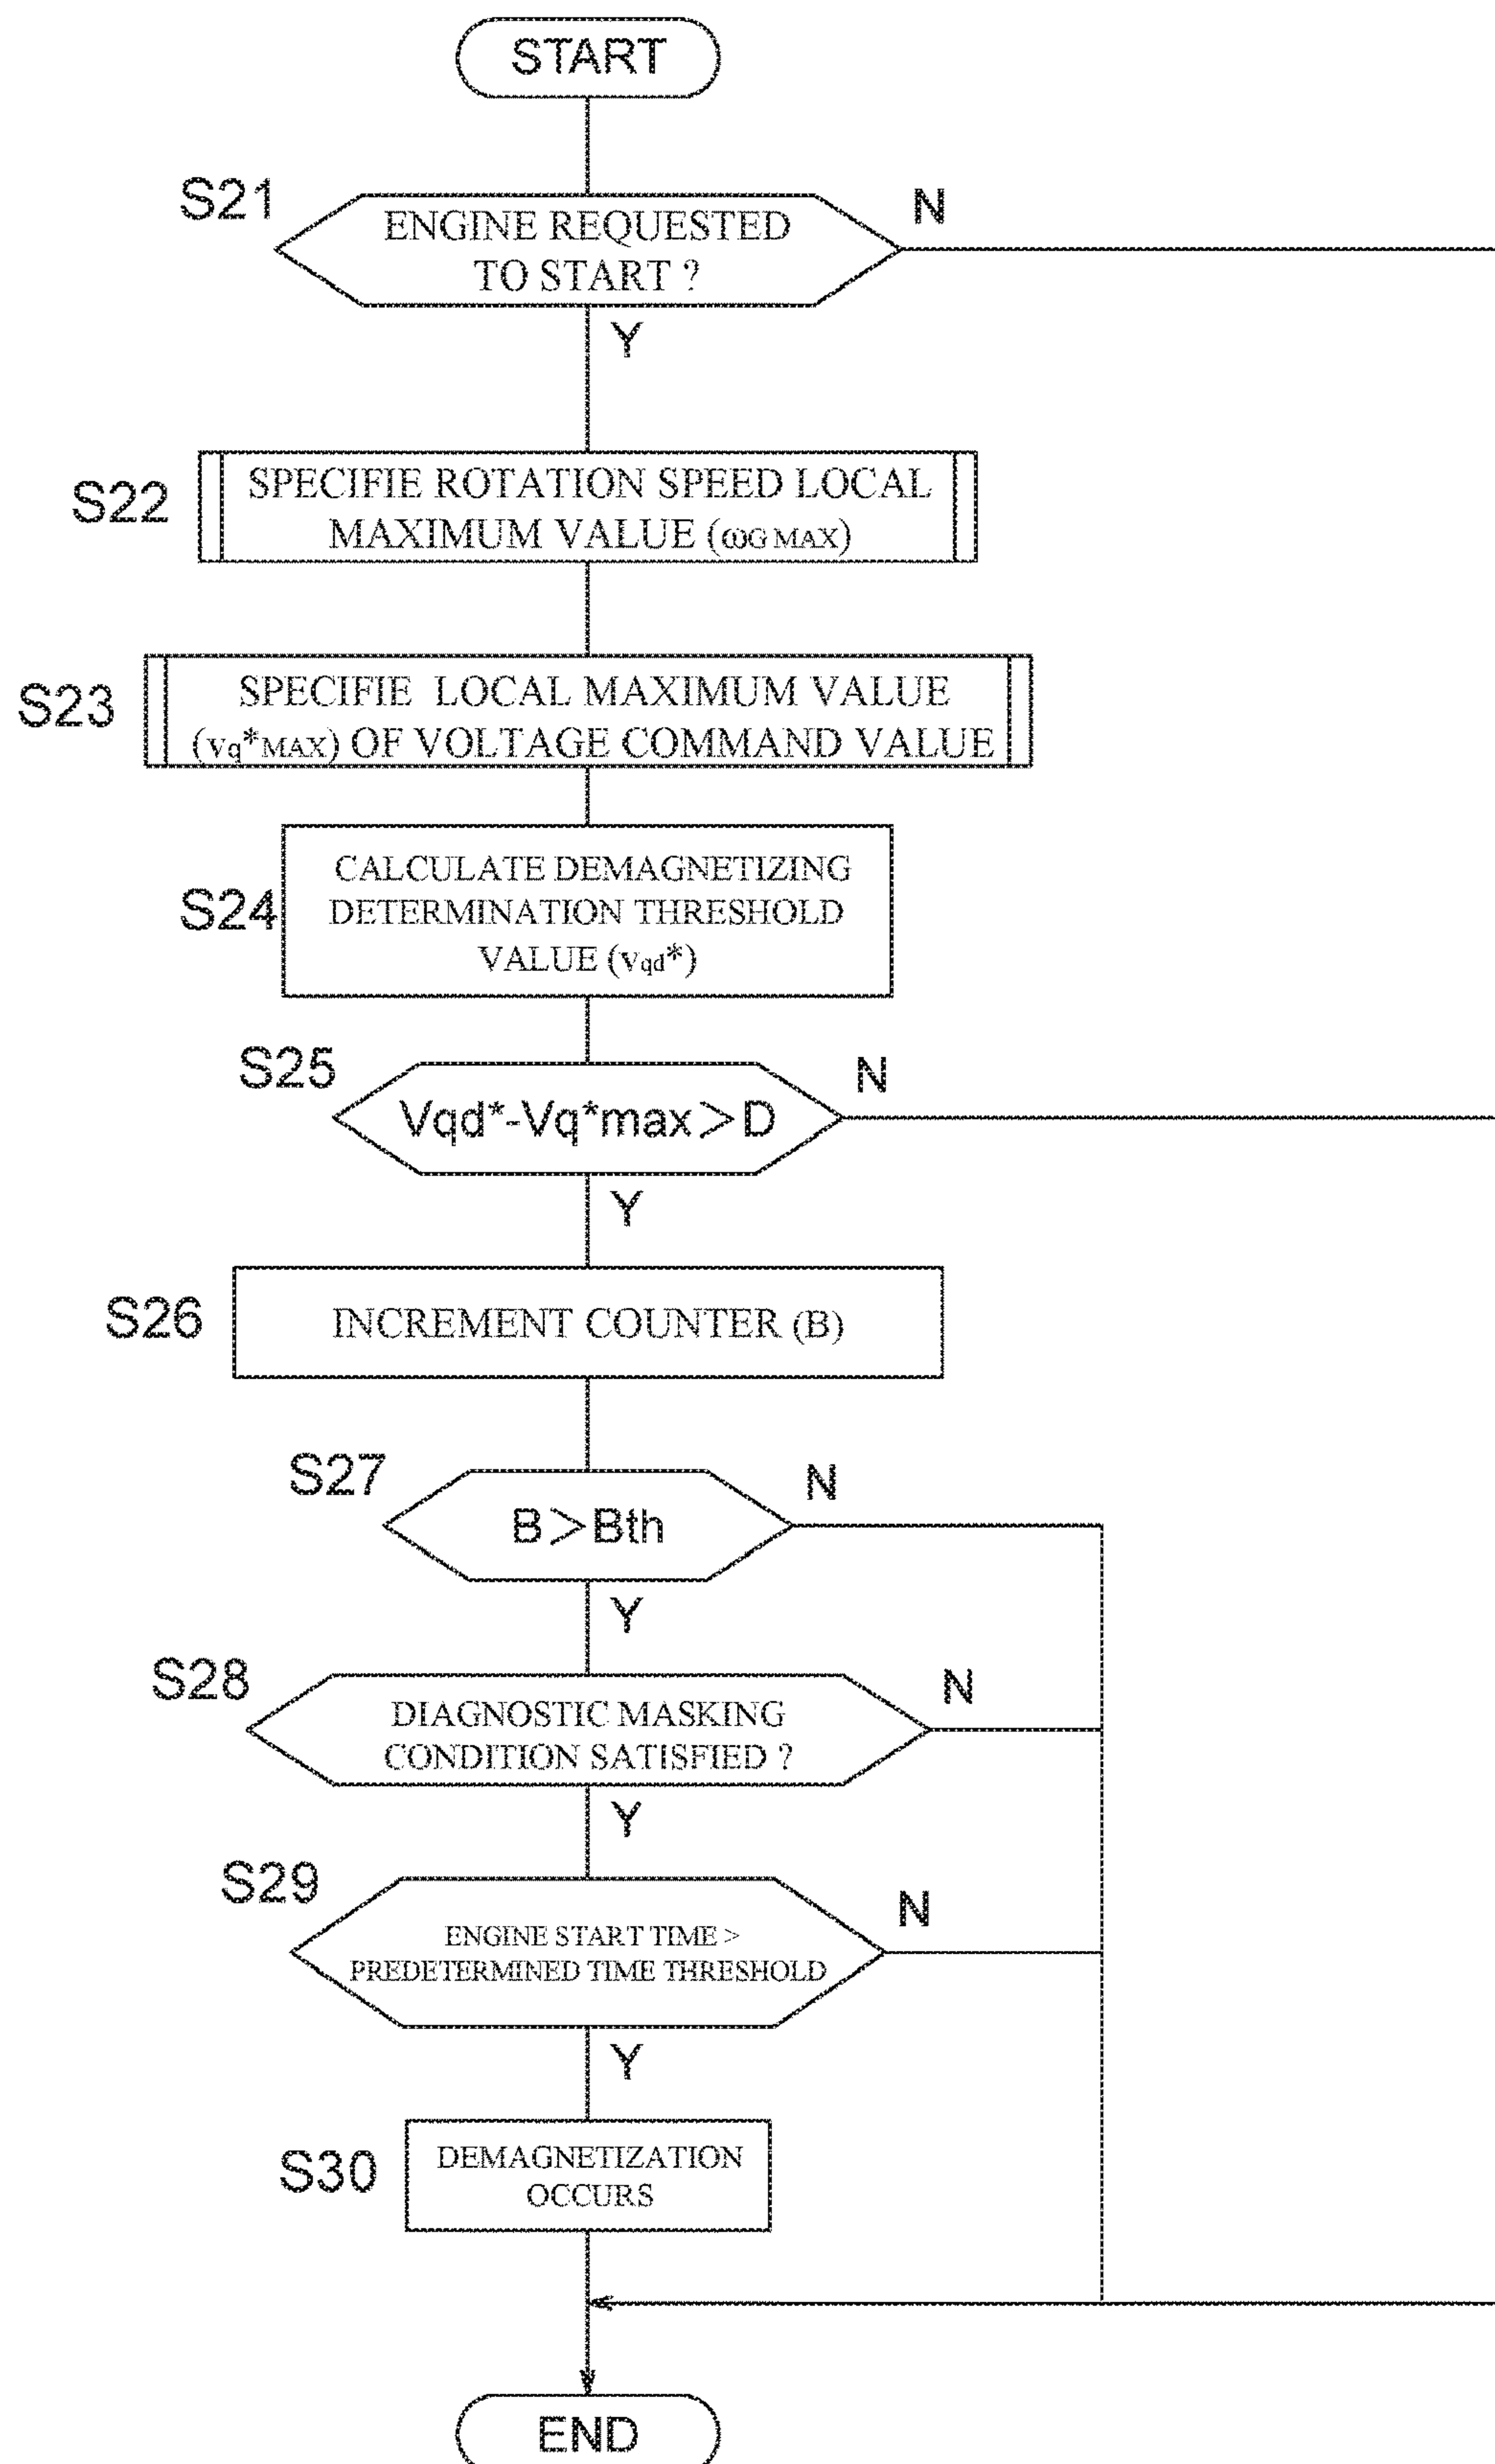 START
S21
ENGINE REQUESTED
TO START ?
N
Y
S22
SPECIFIE ROTATION SPEED LOCAL
MAXIMUM VALUE (ωG MAX)
S23
SPECIFIE LOCAL MAXIMUM VALUE
(vq*MAX) OF VOLTAGE COMMAND VALUE
S24
CALCULATE DEMAGNETIZING
DETERMINATION THRESHOLD
VALUE (vqd*)
S25
Vqd*-Vq*max>D
N
Y
S26
INCREMENT COUNTER (B)
S27
B>Bth
N
Y
S28
DIAGNOSTIC MASKING
CONDITION SATISFIED ?
N
Y
S29
ENGINE START TIME >
PREDETERMINED TIME THRESHOLD
N
Y
S30
DEMAGNETIZATION
OCCURS
END